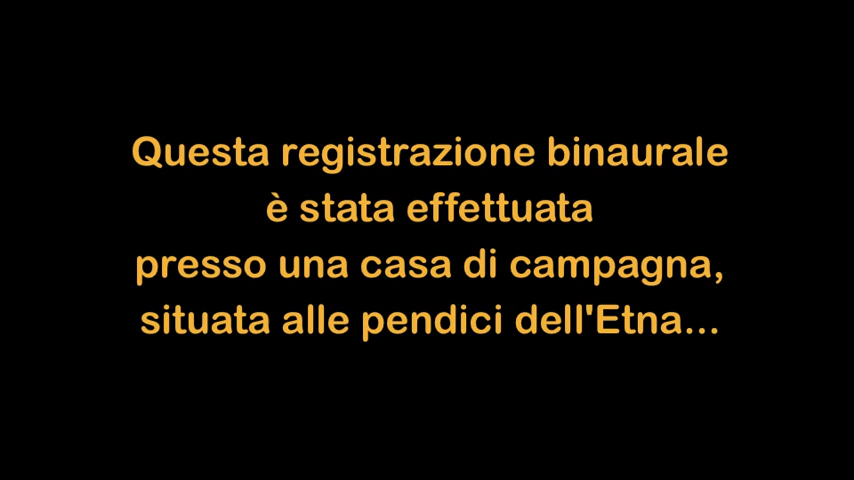 Questa registrazione binaurale
è stata effettuata
presso una casa di campagna,
situata alle pendici dell'Etna...